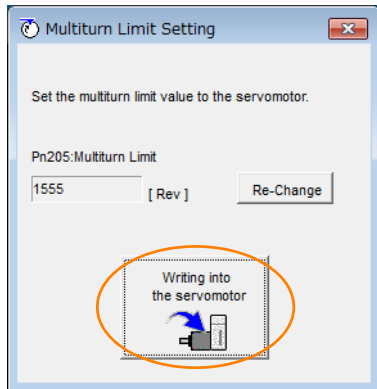 Multiturn Limit Setting
Set the multiturn limit value to the servomotor.
Pn205:Multiturn Limit
1555 [ Rev ] Re-Change
Writing into
the servomotor